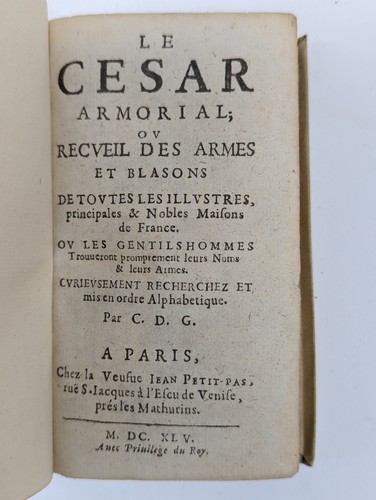 LE
CESAR
ARMORIAL;
OV
RECVEIL DES ARMES
ET BLASONS
DE TOVTES LES ILLVSTRES,
principales & Nobles Maisons
de France.
OV LES GENTILSHOMMES
Trouueront promptement leurs Noms
& leurs Armes.
CVRIEVSEMENT RECHERCHEZ ET
mis en ordre Alphabetique.
Par C. D. G.
A PARIS,
Chez la Veufue IEAN PETIT-PAS,
ruë S. Iacques à l'Escu de Venise,
prés les Mathurins.
M. DC. XLV.
Auec Priuilege du Roy.